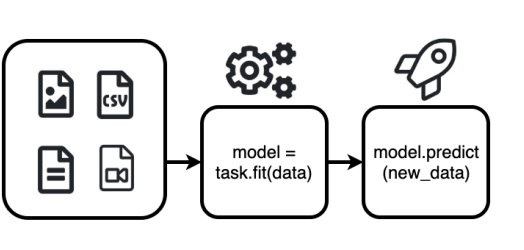 CSV
model =
task.fit(data)
model.predict
(new_data)